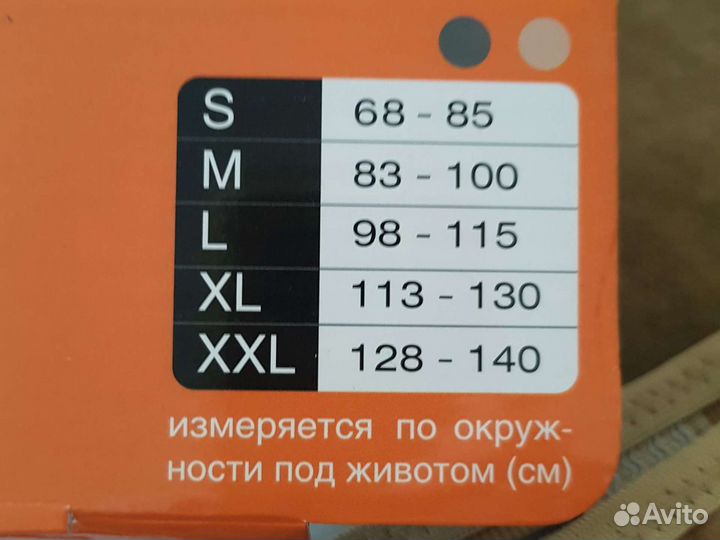 S 68 - 85
M 83 - 100
L 98 - 115
XL 113 - 130
XXL 128 - 140
измеряется по окруж-
ности под животом (см)
Avito